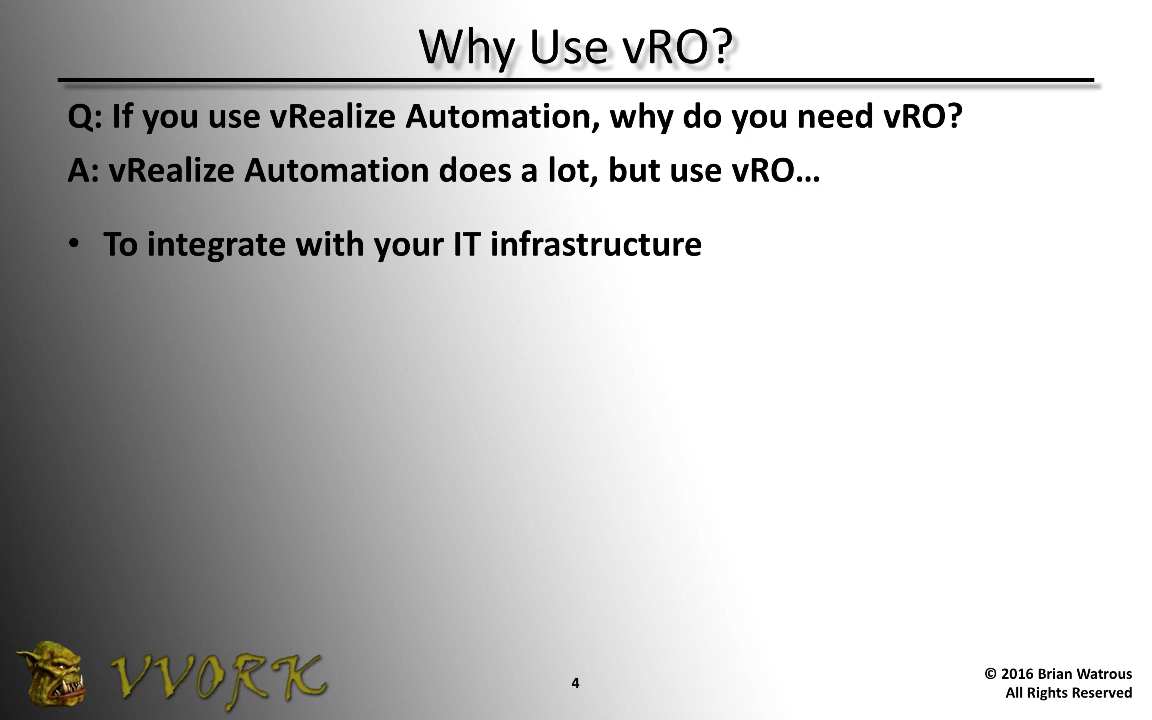 Why Use vRO?
Q: If you use vRealize Automation, why do you need vRO?
A: vRealize Automation does a lot, but use vRO…
• To integrate with your IT infrastructure
VVORK
4
© 2016 Brian Watrous
All Rights Reserved